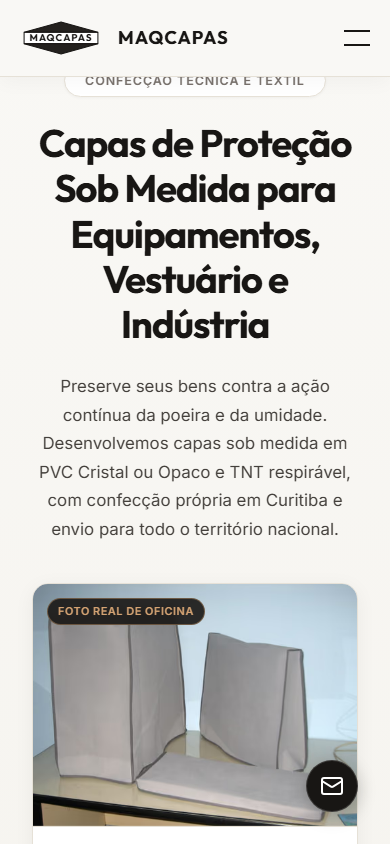 MAQCAPAS
MAQCAPAS
CONFECÇÃO TÉCNICA E TÊXTIL
Capas de Proteção
Sob Medida para
Equipamentos,
Vestuário e
Indústria
Preserve seus bens contra a ação
contínua da poeira e da umidade.
Desenvolvemos capas sob medida em
PVC Cristal ou Opaco e TNT respirável,
com confecção própria em Curitiba e
envio para todo o território nacional.
FOTO REAL DE OFICINA